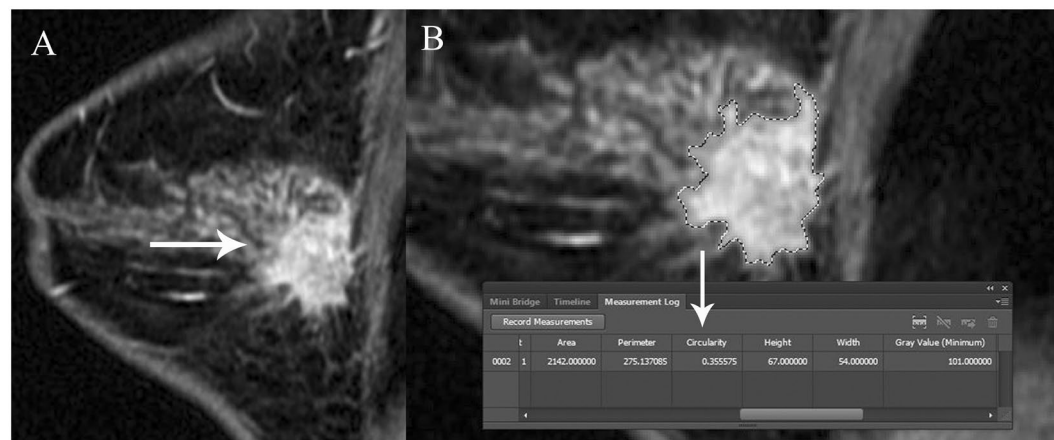 A
B
Mini Bridge Timeline Measurement Log
Record Measurements
t Area Perimeter Circularity Height Width Gray Value (Minimum)
0002 1 2142.000000 275.137085 0.355575 67.000000 54.000000 101.000000